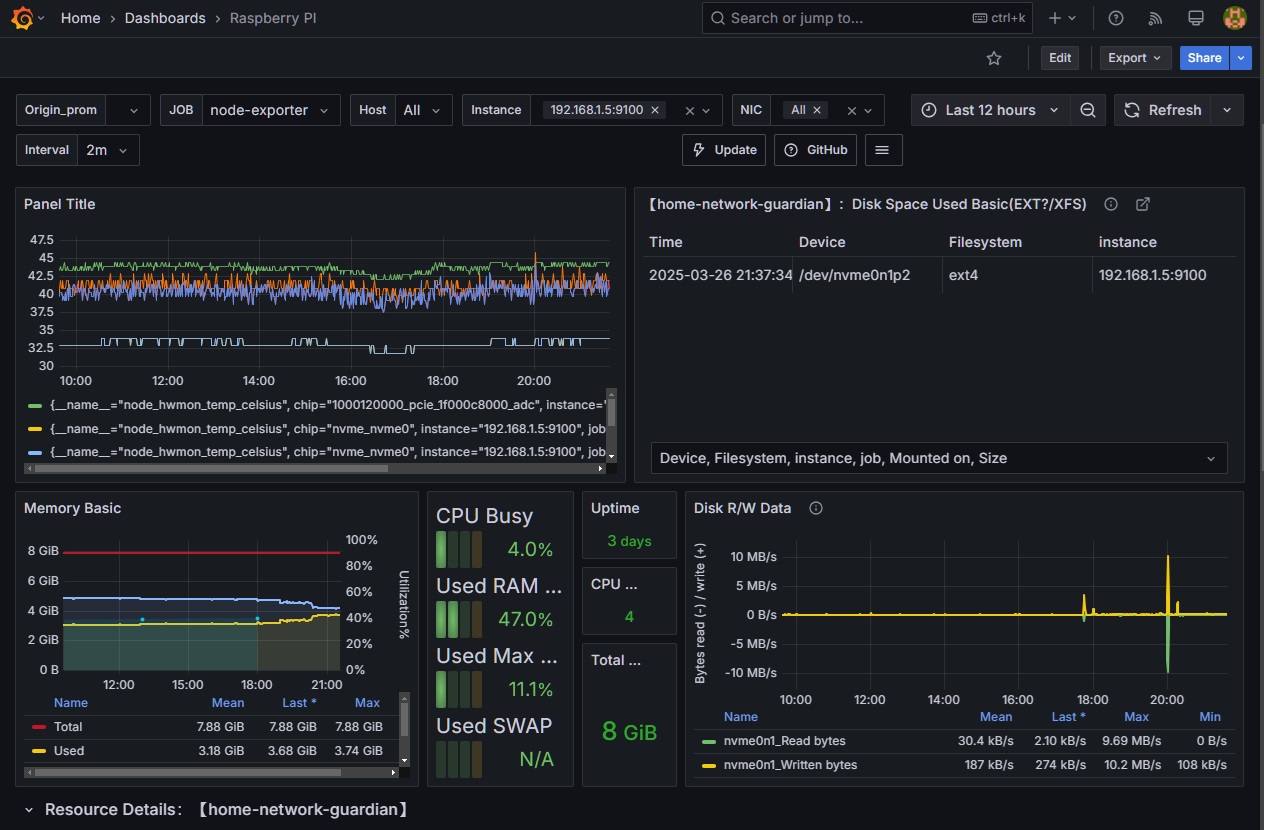 Home › Dashboards › Raspberry PI
Search or jump to... ctrl+k
Edit Export Share
Origin_prom JOB node-exporter Host All Instance 192.168.1.5:9100 NIC All Last 12 hours Refresh
Interval 2m Update GitHub
Panel Title
47.5
45
42.5
40
37.5
35
32.5
30
10:00 12:00 14:00 16:00 18:00 20:00
{__name__="node_hwmon_temp_celsius", chip="1000120000_pcie_1f000c8000_adc", instance="
{__name__="node_hwmon_temp_celsius", chip="nvme_nvme0", instance="192.168.1.5:9100", job
{__name__="node_hwmon_temp_celsius", chip="nvme_nvme0", instance="192.168.1.5:9100", job
【home-network-guardian】: Disk Space Used Basic(EXT?/XFS)
Time Device Filesystem instance
2025-03-26 21:37:34 /dev/nvme0n1p2 ext4 192.168.1.5:9100
Device, Filesystem, instance, job, Mounted on, Size
Memory Basic
8 GiB
6 GiB
4 GiB
2 GiB
0 B
100%
80%
60%
40%
20%
0%
Utilization%
12:00 15:00 18:00 21:00
Name Mean Last * Max
Total 7.88 GiB 7.88 GiB 7.88 GiB
Used 3.18 GiB 3.68 GiB 3.74 GiB
CPU Busy
4.0%
Used RAM ...
47.0%
Used Max ...
11.1%
Used SWAP
N/A
Uptime
3 days
CPU ...
4
Total ...
8 GiB
Disk R/W Data
Bytes read (-) / write (+)
10 MB/s
5 MB/s
0 B/s
-5 MB/s
-10 MB/s
10:00 12:00 14:00 16:00 18:00 20:00
Name Mean Last * Max Min
nvme0n1_Read bytes 30.4 kB/s 2.10 kB/s 9.69 MB/s 0 B/s
nvme0n1_Written bytes 187 kB/s 274 kB/s 10.2 MB/s 108 kB/s
Resource Details: 【home-network-guardian】